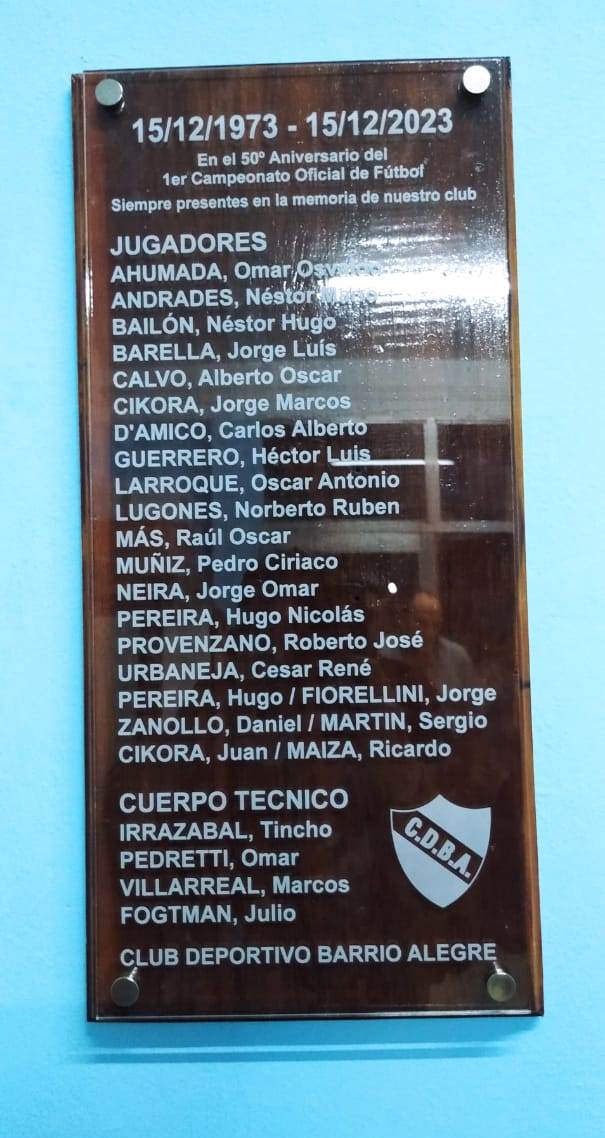 15/12/1973 - 15/12/2023
En el 50º Aniversario del
1er Campeonato Oficial de Fútbol
Siempre presentes en la memoria de nuestro club
JUGADORES
AHUMADA, Omar Osvaldo
ANDRADES, Néstor
BAILÓN, Néstor Hugo
BARELLA, Jorge Luís
CALVO, Alberto Oscar
CIKORA, Jorge Marcos
D'AMICO, Carlos Alberto
GUERRERO, Héctor Luis
LARROQUE, Oscar Antonio
LUGONES, Norberto Ruben
MÁS, Raúl Oscar
MUÑIZ, Pedro Ciriaco
NEIRA, Jorge Omar
PEREIRA, Hugo Nicolás
PROVENZANO, Roberto José
URBANEJA, Cesar René
PEREIRA, Hugo / FIORELLINI, Jorge
ZANOLLO, Daniel / MARTIN, Sergio
CIKORA, Juan / MAIZA, Ricardo
CUERPO TECNICO
IRRAZABAL, Tincho
PEDRETTI, Omar
VILLARREAL, Marcos
FOGTMAN, Julio
C.D.B.A.
CLUB DEPORTIVO BARRIO ALEGRE